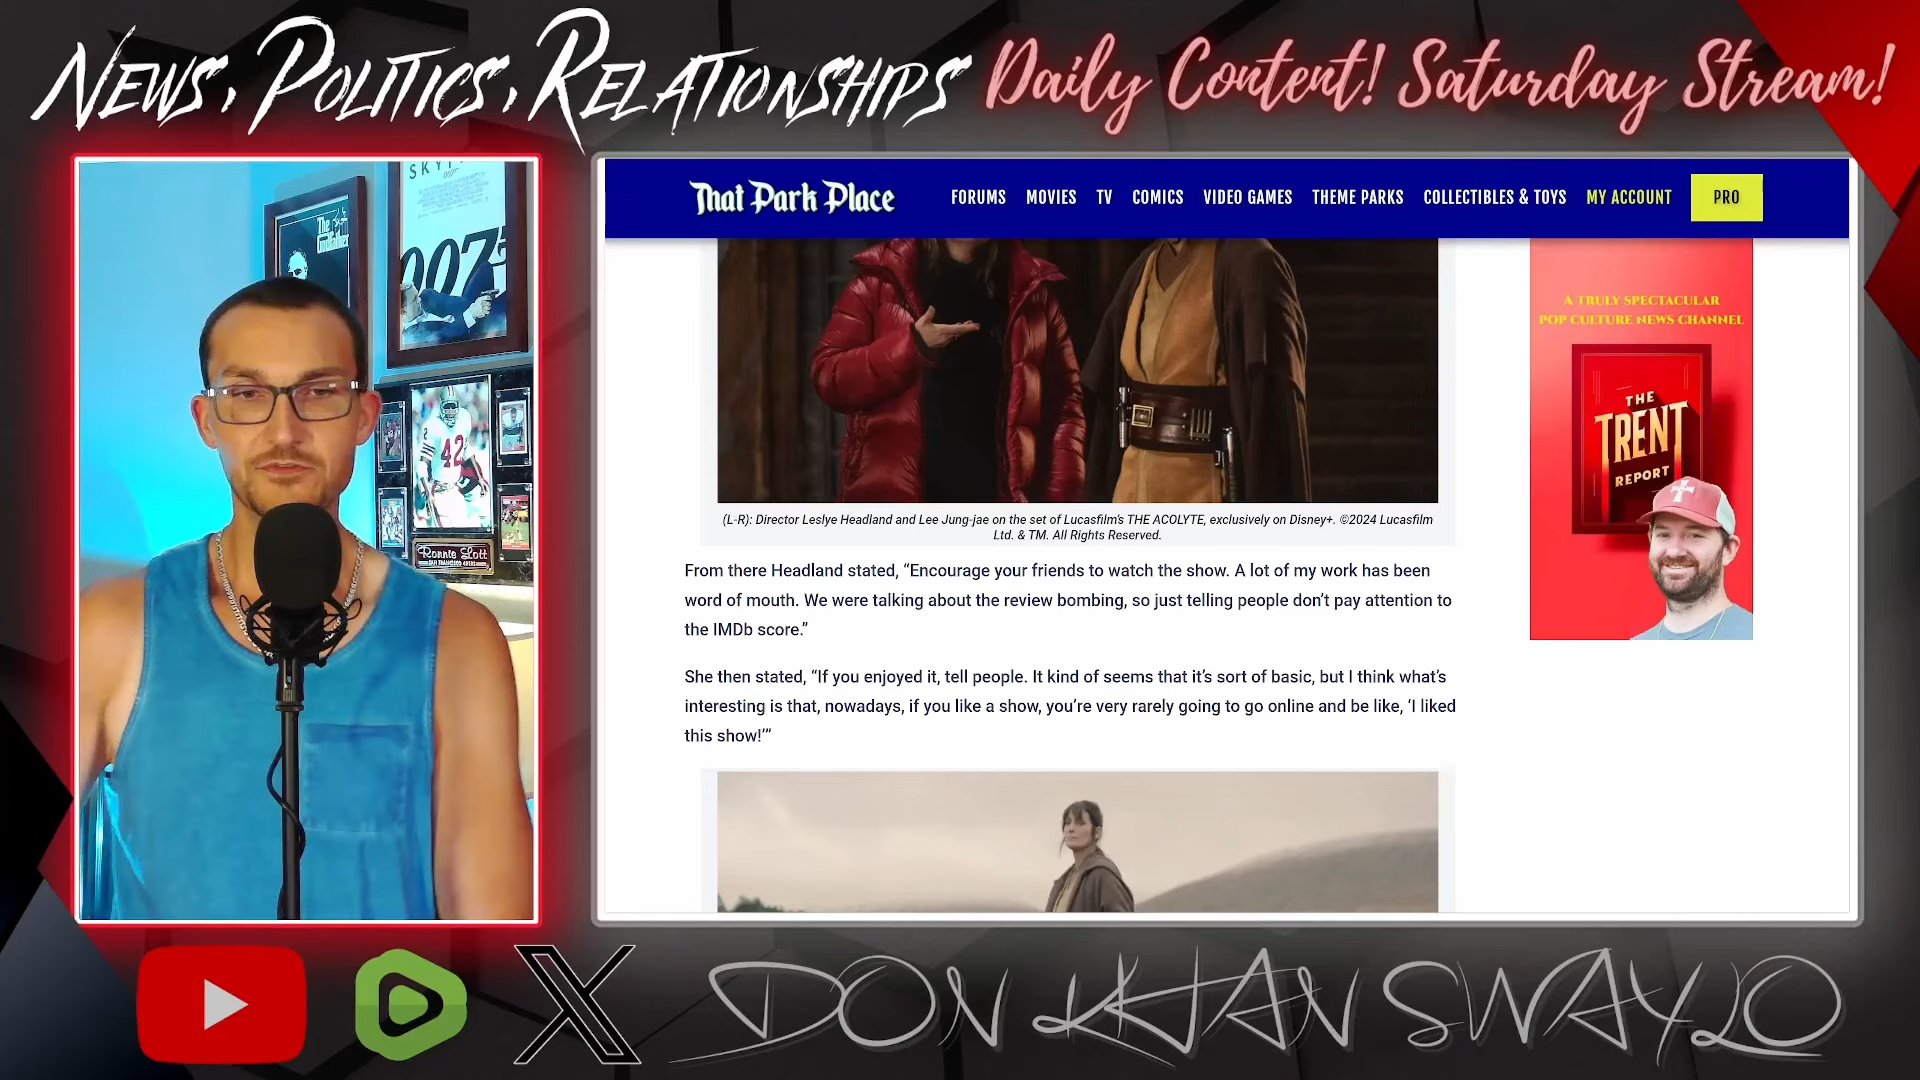 NEWS, POLITICS, RELATIONSHIPS
Daily Content! Saturday Stream!
SKYF
007
The Godfather
42
Ronnie Lott
SAN FRANCISCO 49ERS
That Park Place
FORUMS MOVIES TV COMICS VIDEO GAMES THEME PARKS COLLECTIBLES & TOYS MY ACCOUNT PRO
(L-R): Director Leslye Headland and Lee Jung-jae on the set of Lucasfilm's THE ACOLYTE, exclusively on Disney+. ©2024 Lucasfilm
Ltd. & TM. All Rights Reserved.
From there Headland stated, “Encourage your friends to watch the show. A lot of my work has been
word of mouth. We were talking about the review bombing, so just telling people don’t pay attention to
the IMDb score.”
She then stated, “If you enjoyed it, tell people. It kind of seems that it’s sort of basic, but I think what’s
interesting is that, nowadays, if you like a show, you’re very rarely going to go online and be like, ‘I liked
this show!’”
A TRULY SPECTACULAR
POP CULTURE NEWS CHANNEL
THE
TRENT
REPORT
DON KHAN SWAYLO